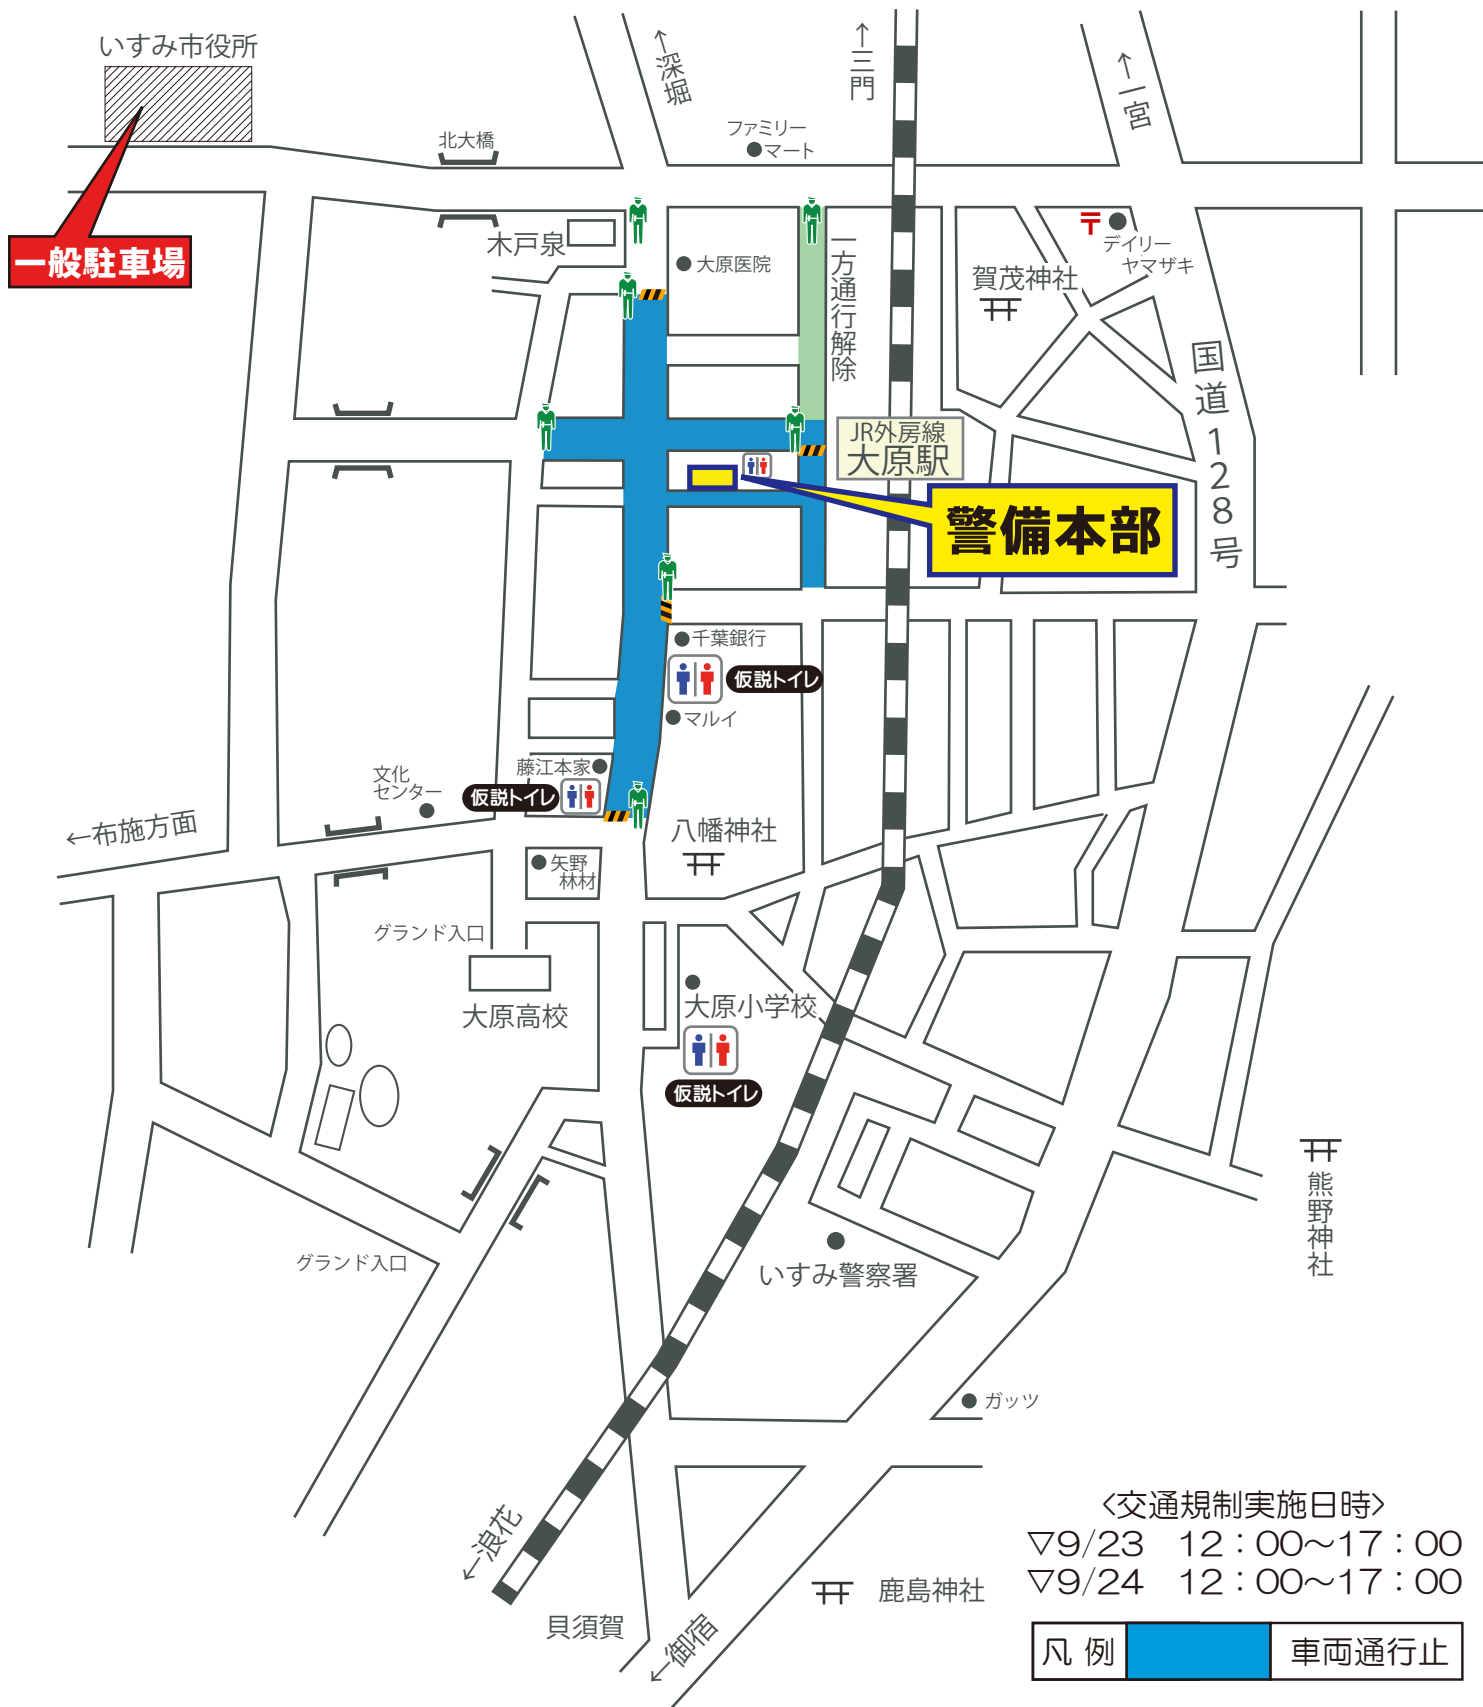 いすみ市役所
一般駐車場
北大橋
←深堀
↑三門
←一宮
ファミリー
マート
木戸泉
大原医院
一方通行解除
賀茂神社
〒
デイリー
ヤマザキ
国道128号
JR外房線
大原駅
警備本部
千葉銀行
仮説トイレ
マルイ
藤江本家
仮説トイレ
文化
センター
←布施方面
八幡神社
矢野
林材
グランド入口
大原高校
大原小学校
仮説トイレ
グランド入口
いすみ警察署
熊野神社
ガッツ
←浪花
貝須賀
←御宿
鹿島神社
<交通規制実施日時>
▽9/23 12：00～17：00
▽9/24 12：00～17：00
凡例
車両通行止